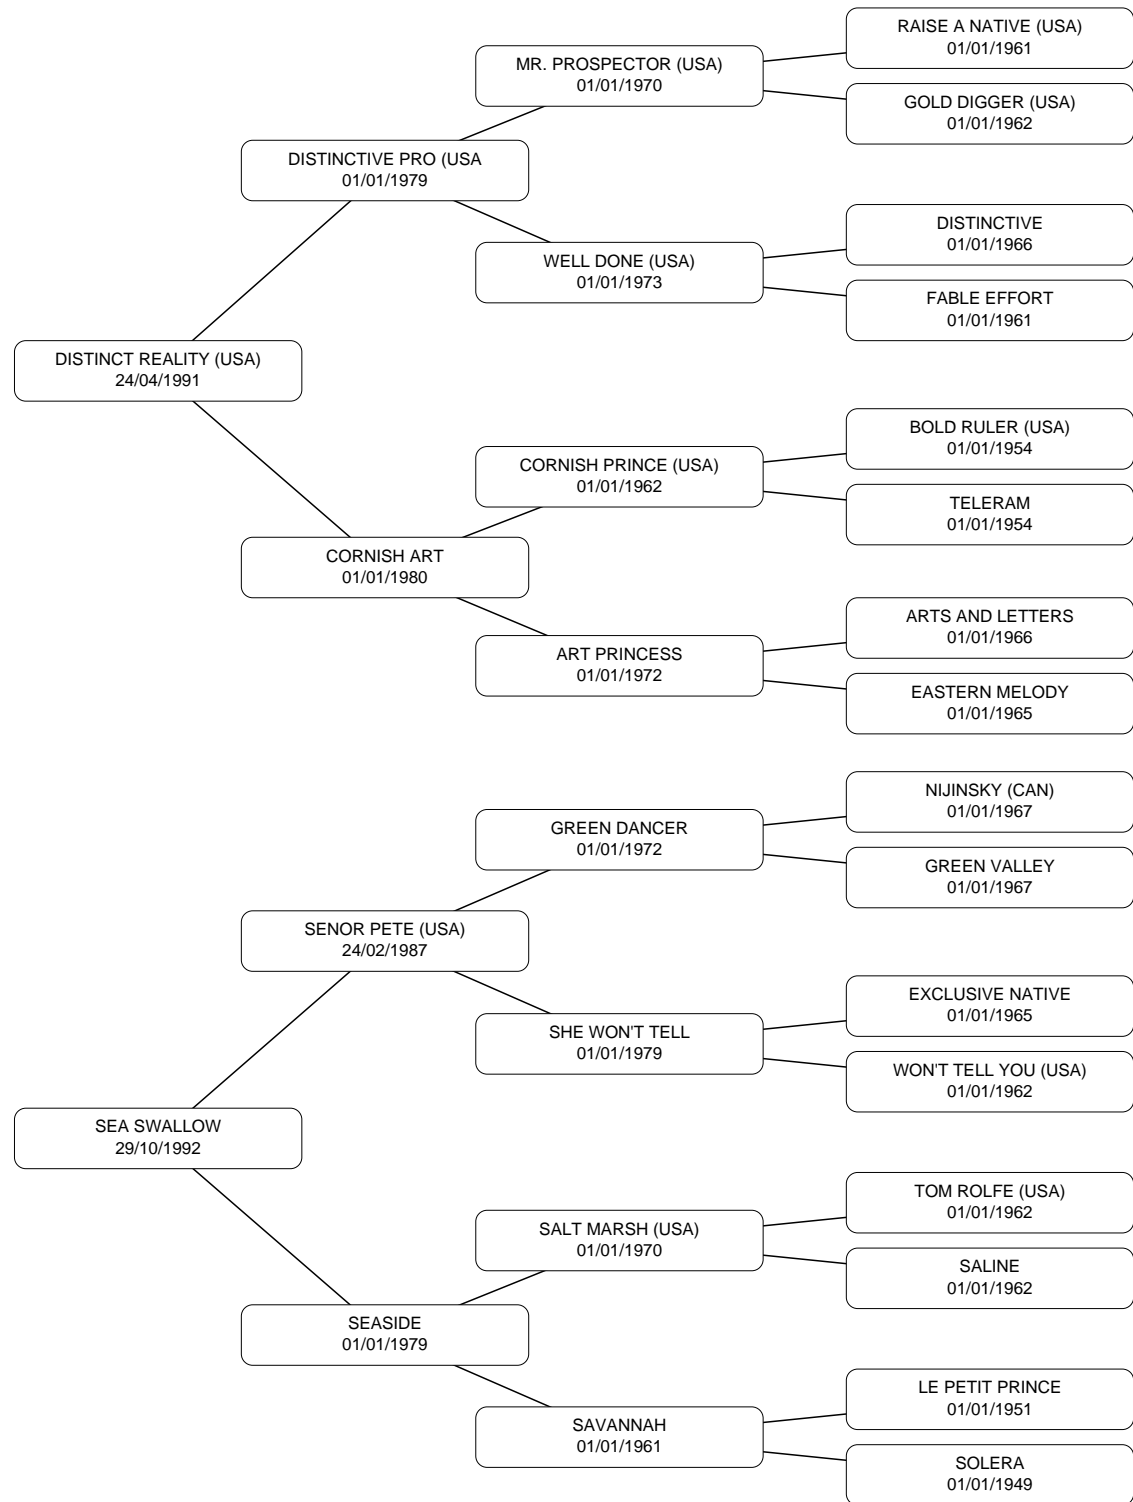 RAISE A NATIVE (USA)
01/01/1961
MR. PROSPECTOR (USA)
01/01/1970
GOLD DIGGER (USA)
01/01/1962
DISTINCTIVE PRO (USA
01/01/1979
DISTINCTIVE
01/01/1966
WELL DONE (USA)
01/01/1973
FABLE EFFORT
01/01/1961
DISTINCT REALITY (USA)
24/04/1991
BOLD RULER (USA)
01/01/1954
CORNISH PRINCE (USA)
01/01/1962
TELERAM
01/01/1954
CORNISH ART
01/01/1980
ARTS AND LETTERS
01/01/1966
ART PRINCESS
01/01/1972
EASTERN MELODY
01/01/1965
NIJINSKY (CAN)
01/01/1967
GREEN DANCER
01/01/1972
GREEN VALLEY
01/01/1967
SENOR PETE (USA)
24/02/1987
EXCLUSIVE NATIVE
01/01/1965
SHE WON'T TELL
01/01/1979
WON'T TELL YOU (USA)
01/01/1962
SEA SWALLOW
29/10/1992
TOM ROLFE (USA)
01/01/1962
SALT MARSH (USA)
01/01/1970
SALINE
01/01/1962
SEASIDE
01/01/1979
LE PETIT PRINCE
01/01/1951
SAVANNAH
01/01/1961
SOLERA
01/01/1949